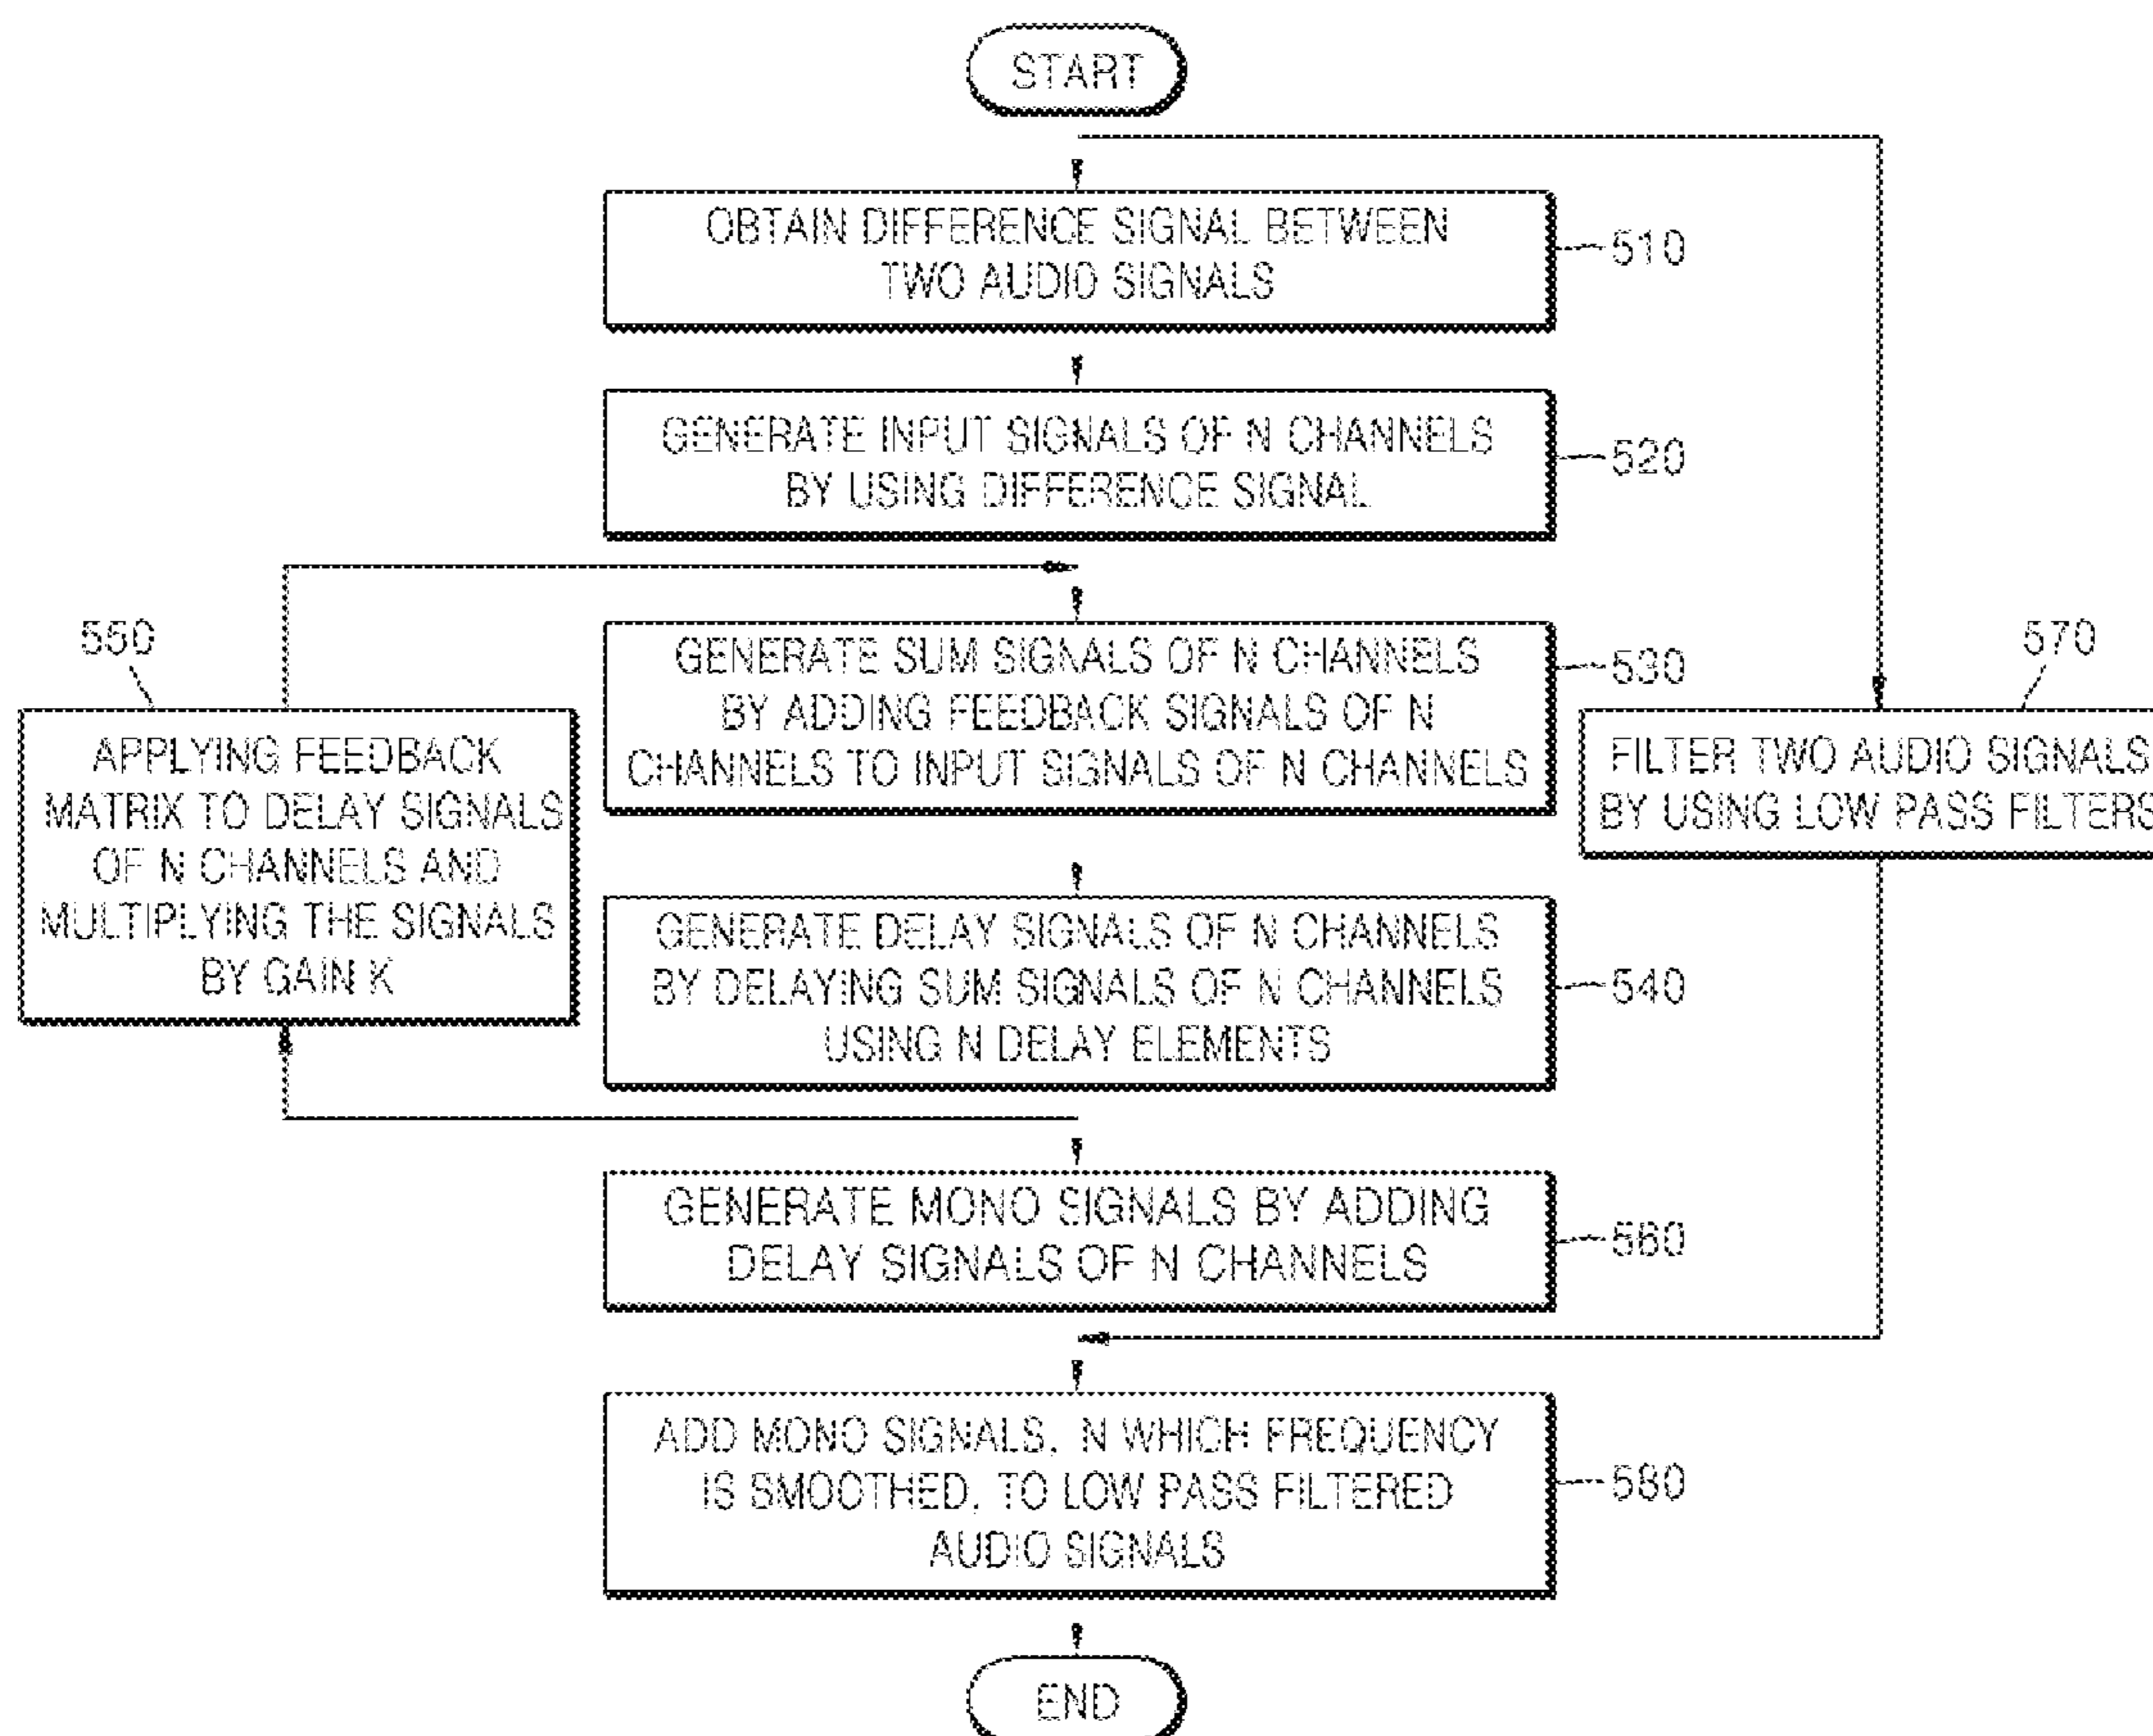 START
OBTAIN DIFFERENCE SIGNAL BETWEEN
TWO AUDIO SIGNALS
510
GENERATE INPUT SIGNALS OF N CHANNELS
BY USING DIFFERENCE SIGNAL
520
GENERATE SUM SIGNALS OF N CHANNELS
BY ADDING FEEDBACK SIGNALS OF N
CHANNELS TO INPUT SIGNALS OF N CHANNELS
530
550
APPLYING FEEDBACK
MATRIX TO DELAY SIGNALS
OF N CHANNELS AND
MULTIPLYING THE SIGNALS
BY GAIN K
570
FILTER TWO AUDIO SIGNALS
BY USING LOW PASS FILTERS
GENERATE DELAY SIGNALS OF N CHANNELS
BY DELAYING SUM SIGNALS OF N CHANNELS
USING N DELAY ELEMENTS
540
GENERATE MONO SIGNALS BY ADDING
DELAY SIGNALS OF N CHANNELS
560
ADD MONO SIGNALS, N WHICH FREQUENCY
IS SMOOTHED, TO LOW PASS FILTERED
AUDIO SIGNALS
580
END